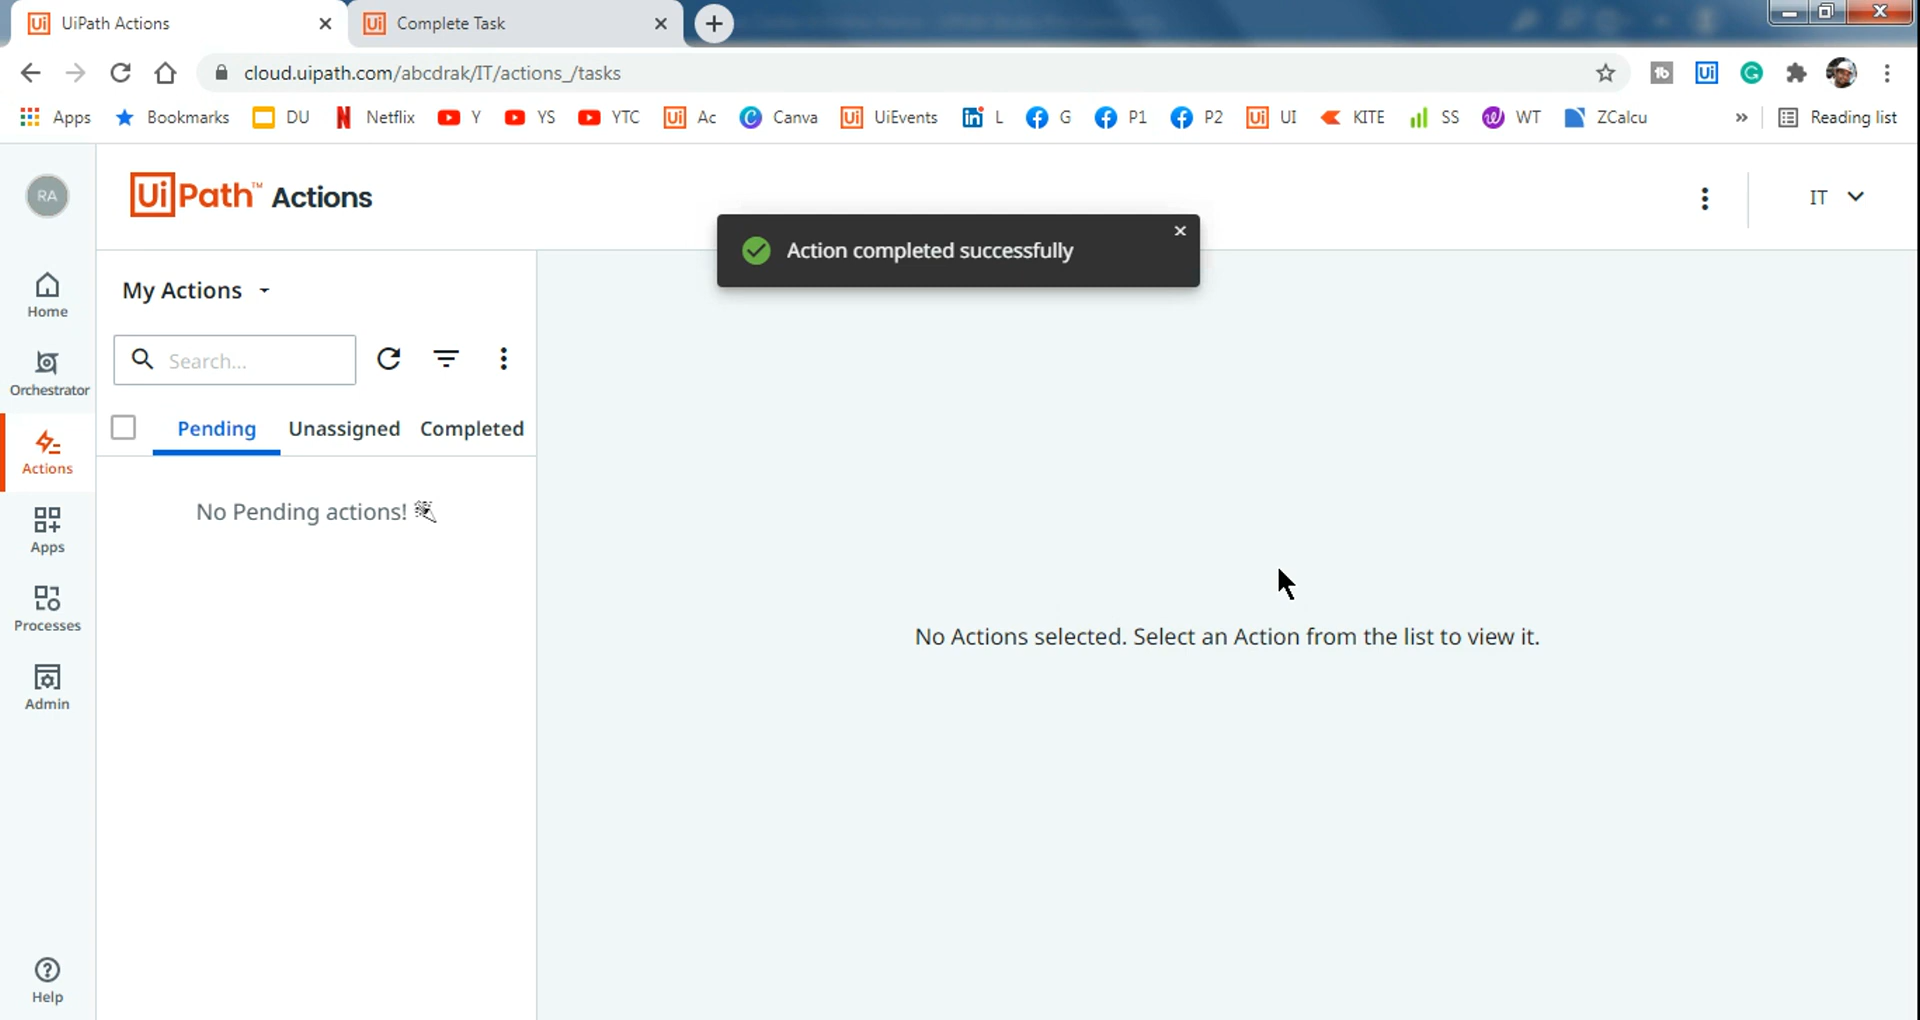 UiPath Actions
Complete Task
cloud.uipath.com/abcdrak/IT/actions_/tasks
Apps Bookmarks DU Netflix Y YS YTC Ac Canva UiEvents L G P1 P2 UI KITE SS WT ZCalcu » Reading list
RA
UiPath™ Actions
IT
Action completed successfully
Home
Orchestrator
Actions
Apps
Processes
Admin
Help
My Actions
Search...
Pending Unassigned Completed
No Pending actions!
No Actions selected. Select an Action from the list to view it.